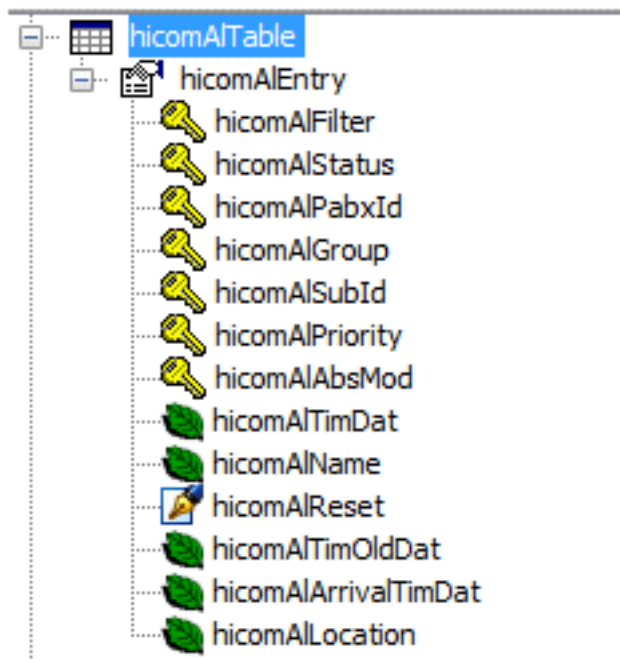 hicomAlTable
hicomAlEntry
hicomAlFilter
hicomAlStatus
hicomAlPabxId
hicomAlGroup
hicomAlSubId
hicomAlPriority
hicomAlAbsMod
hicomAlTimDat
hicomAlName
hicomAlReset
hicomAlTimOldDat
hicomAlArrivalTimDat
hicomAlLocation